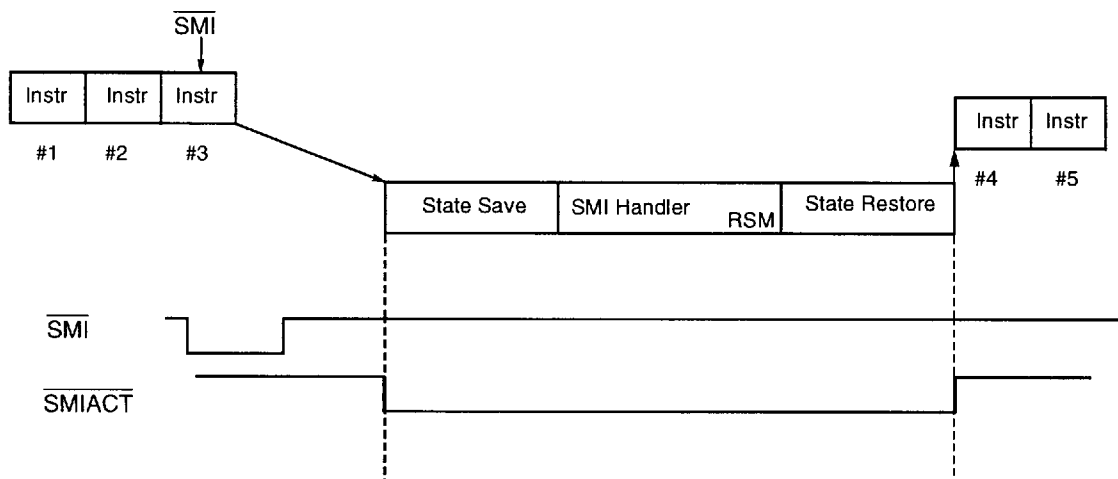 SMI
Instr Instr Instr
#1 #2 #3
Instr Instr
#4 #5
State Save SMI Handler RSM State Restore
SMI
SMIACT